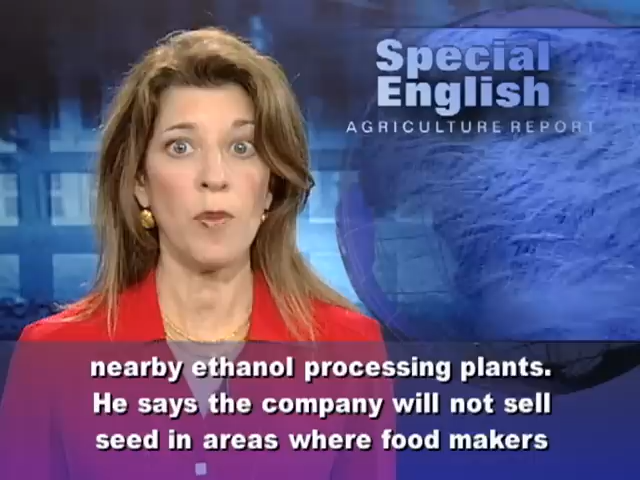 Special
English
AGRICULTURE REPORT
nearby ethanol processing plants.
He says the company will not sell
seed in areas where food makers